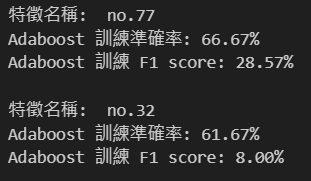 特徵名稱:  no.77
Adaboost 訓練準確率: 66.67%
Adaboost 訓練 F1 score: 28.57%
特徵名稱:  no.32
Adaboost 訓練準確率: 61.67%
Adaboost 訓練 F1 score: 8.00%